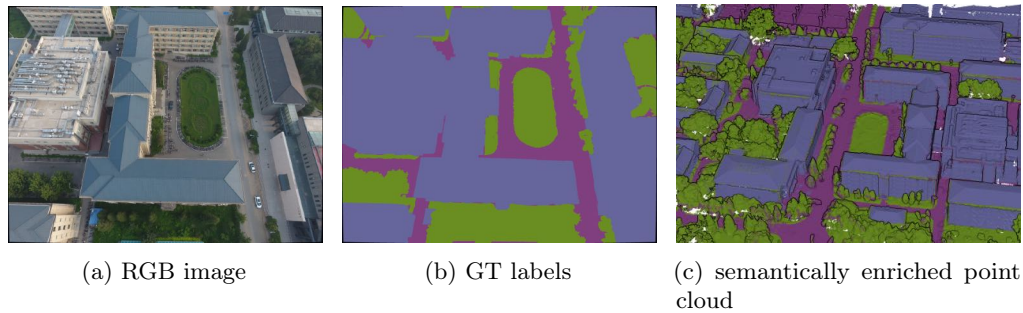 (a) RGB image
(b) GT labels
(c) semantically enriched point
cloud